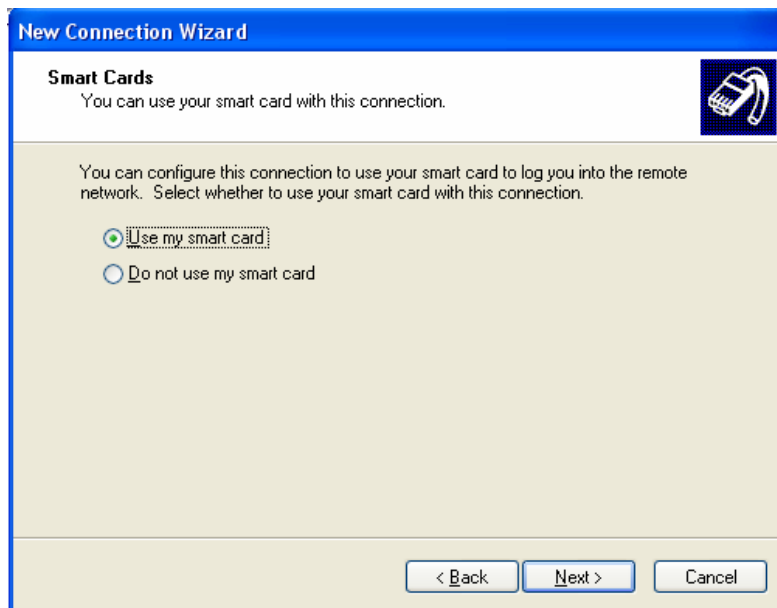 New Connection Wizard
Smart Cards
You can use your smart card with this connection.
You can configure this connection to use your smart card to log you into the remote
network. Select whether to use your smart card with this connection.
Use my smart card
Do not use my smart card
< Back Next > Cancel